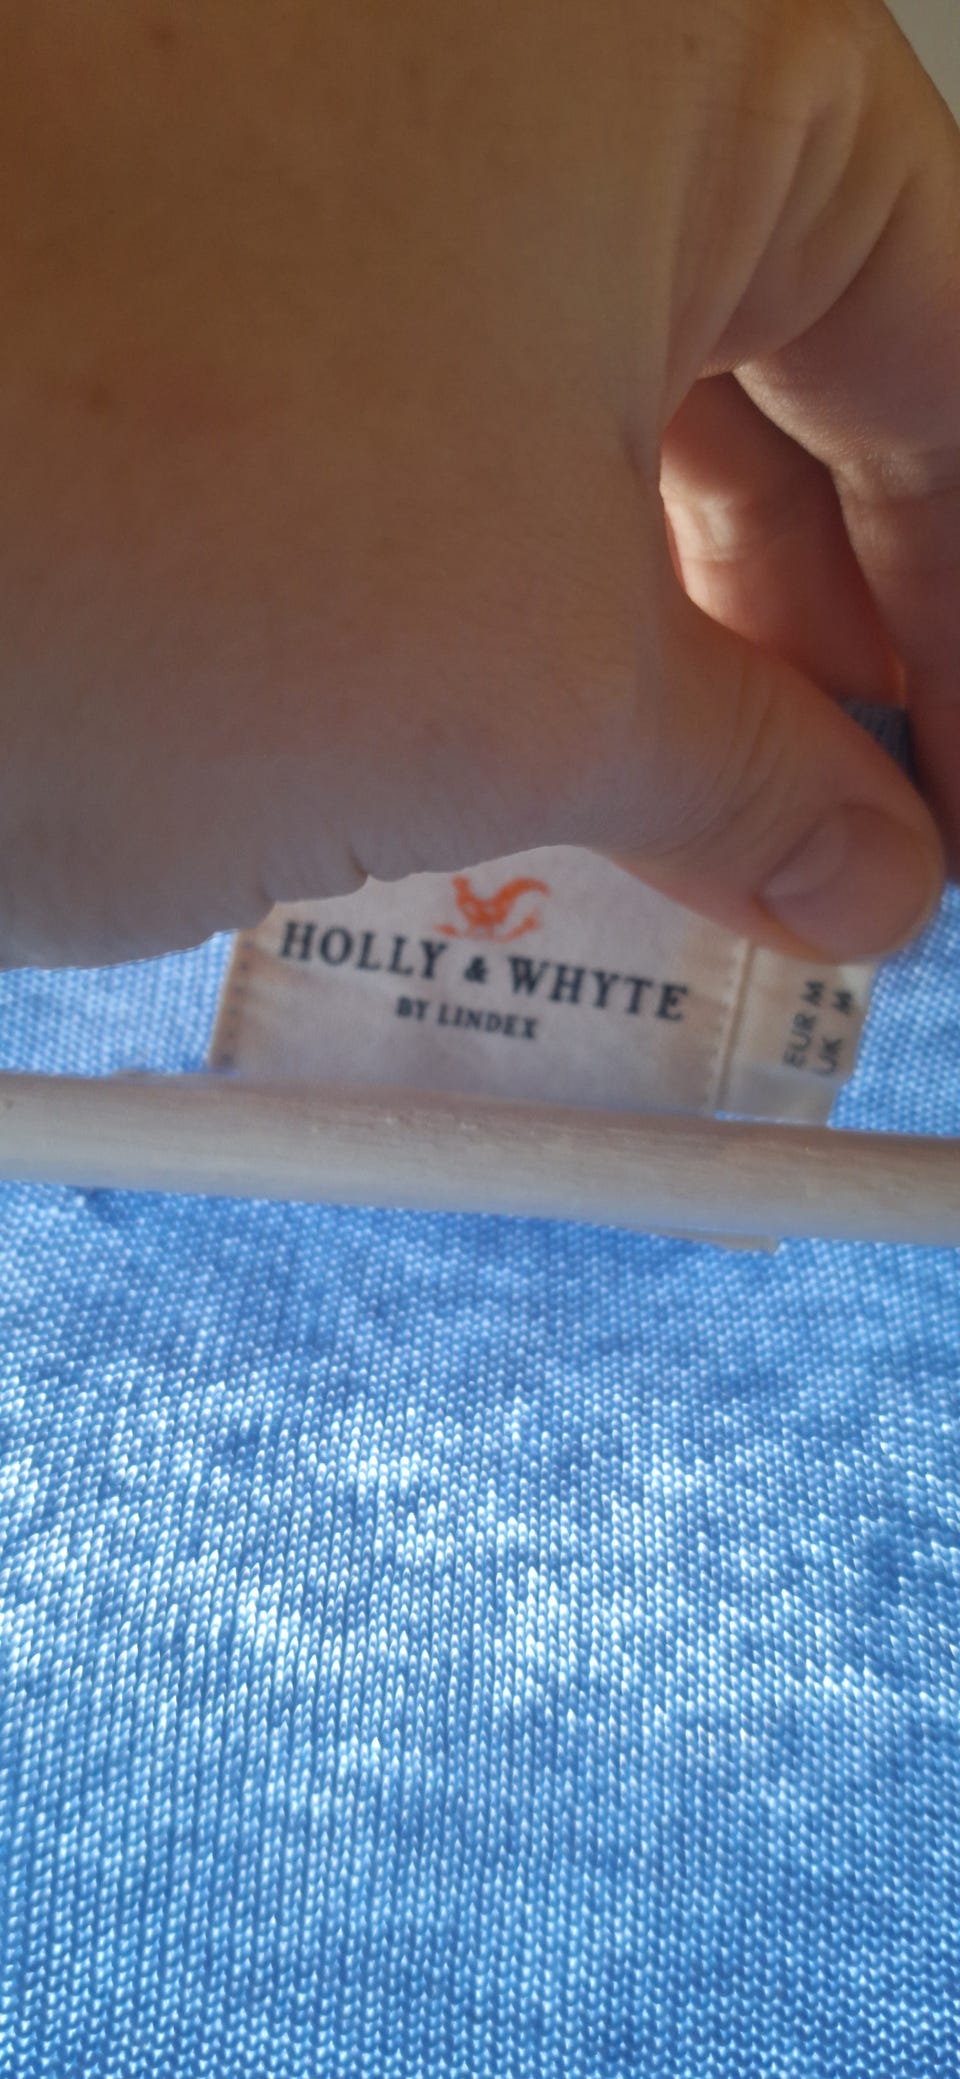 HOLLY & WHYTE
BY LINDEX
EUR M
UK M